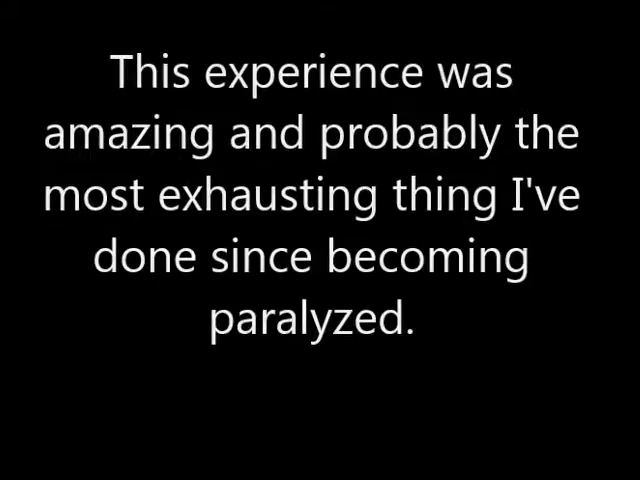 This experience was
amazing and probably the
most exhausting thing I've
done since becoming
paralyzed.